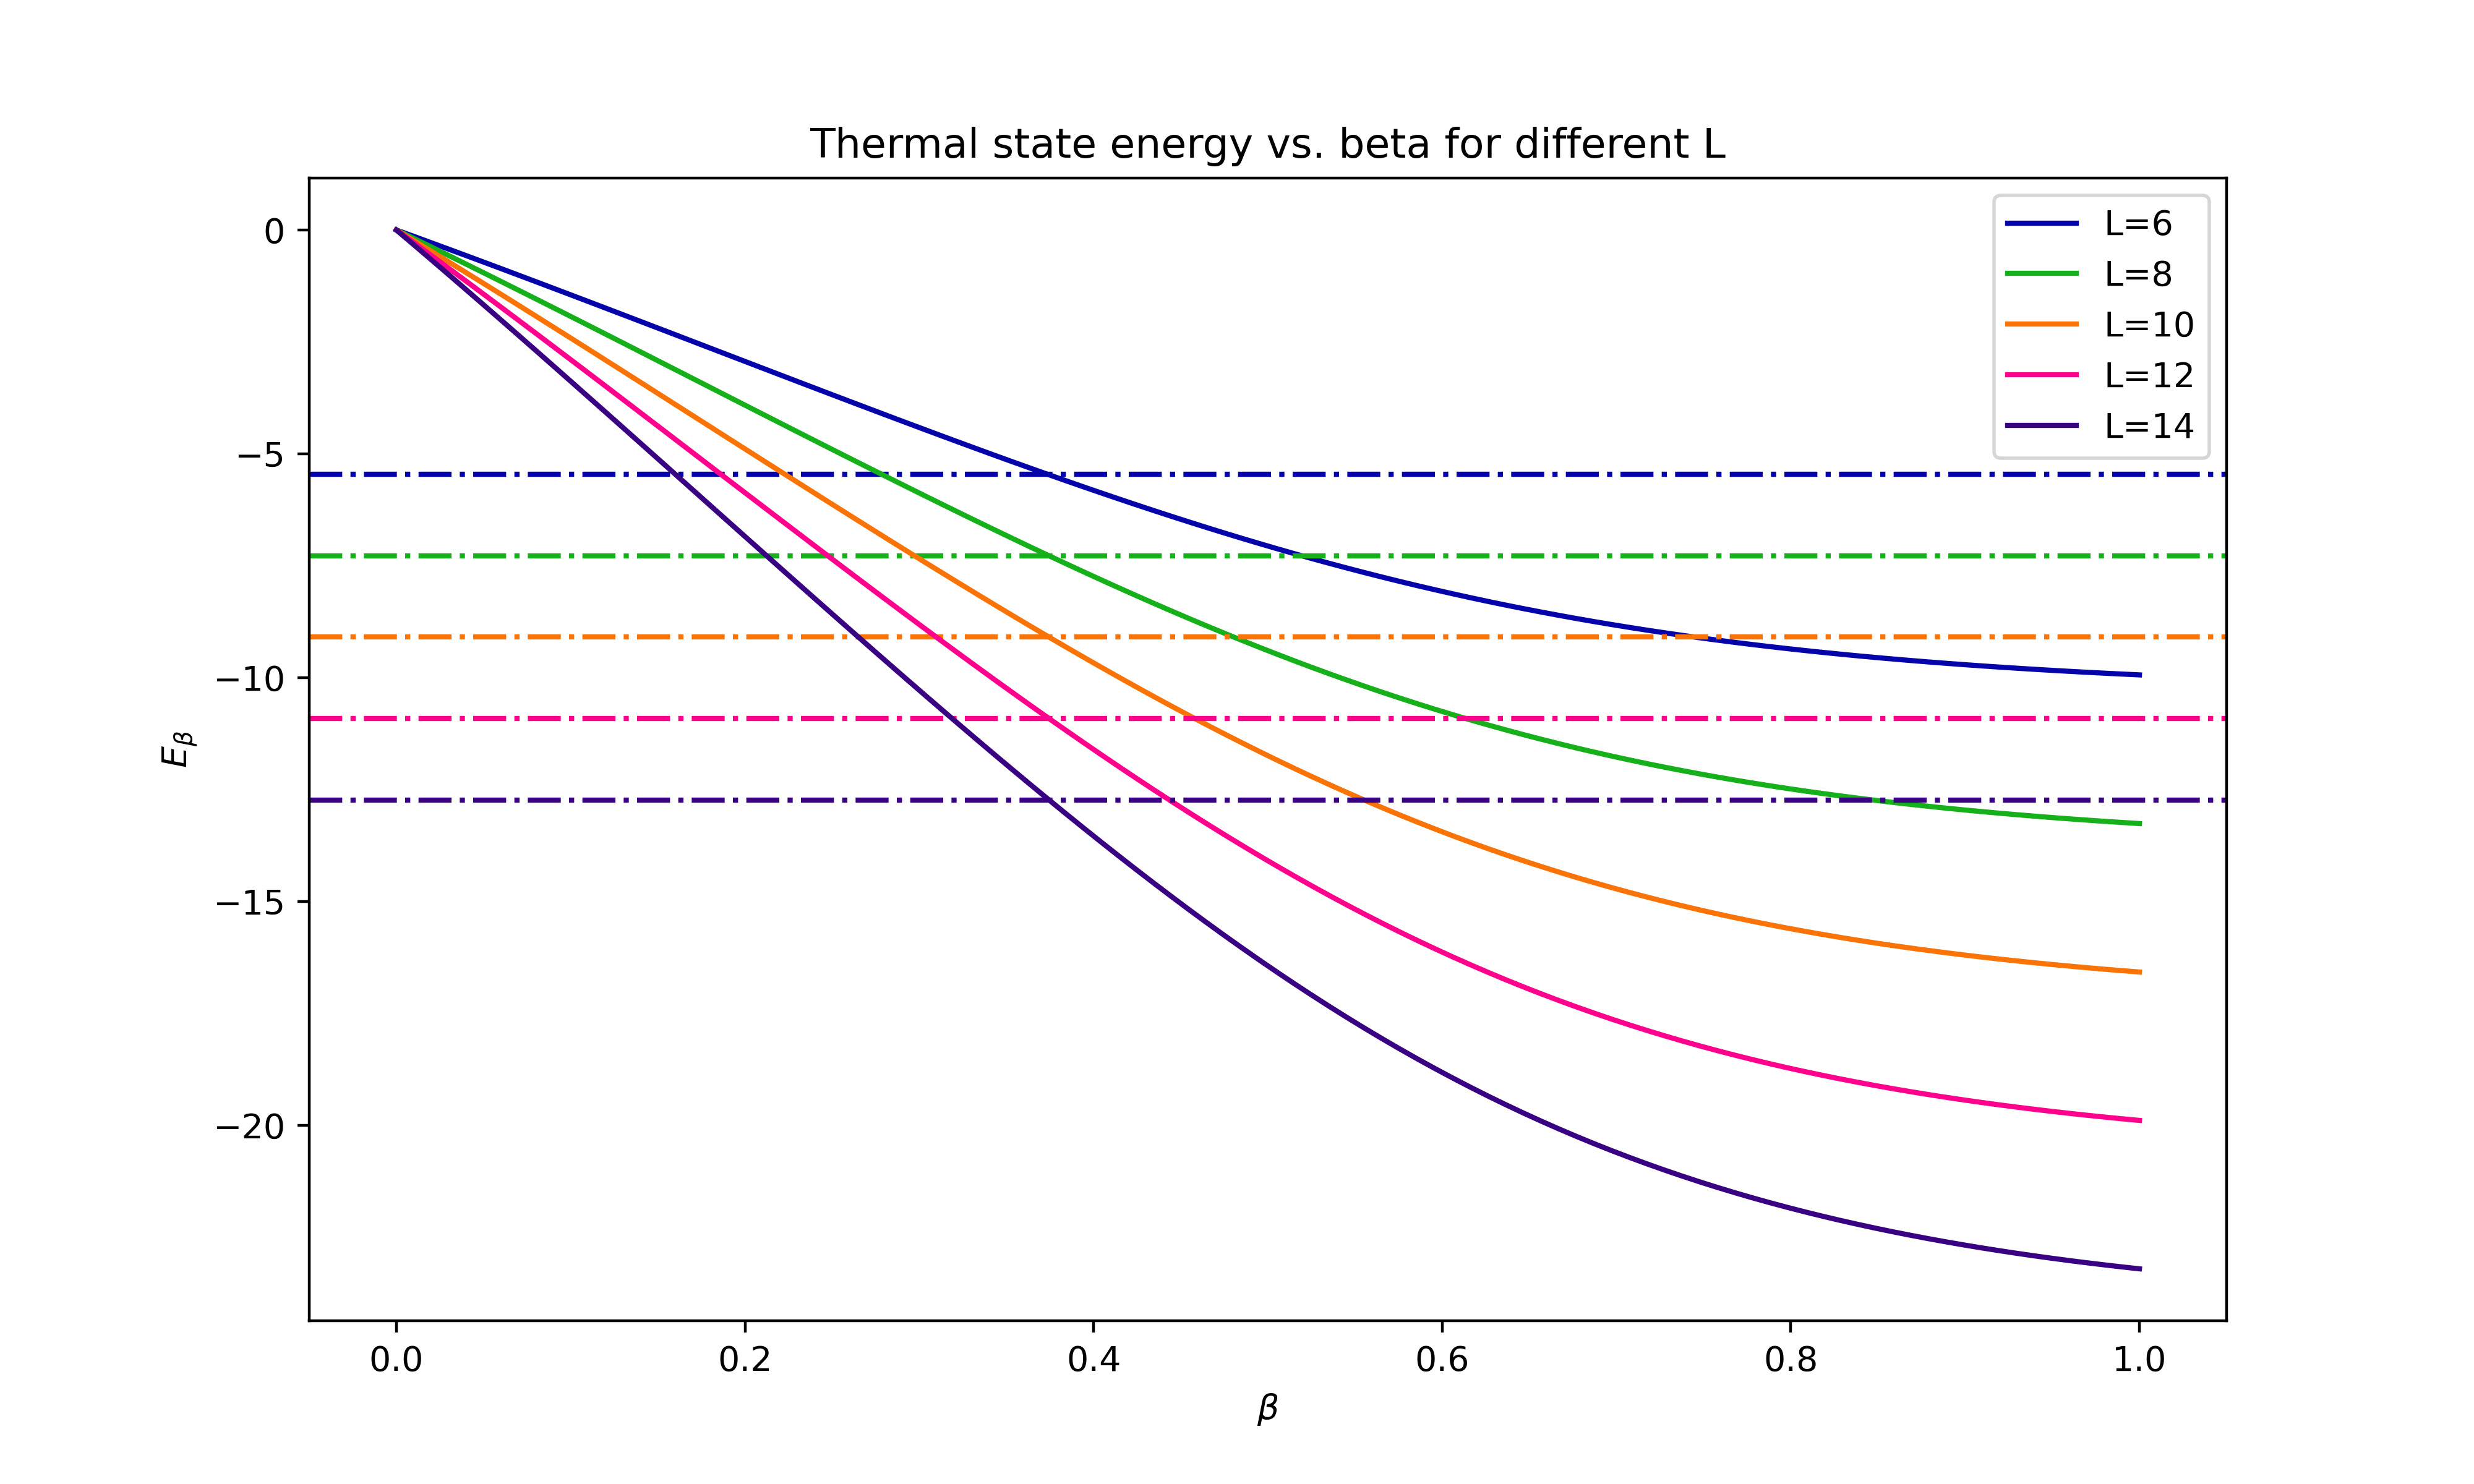 Thermal state energy vs. beta for different L
0
−5
−10
−15
−20
E_β
L=6
L=8
L=10
L=12
L=14
0.0 0.2 0.4 0.6 0.8 1.0
β